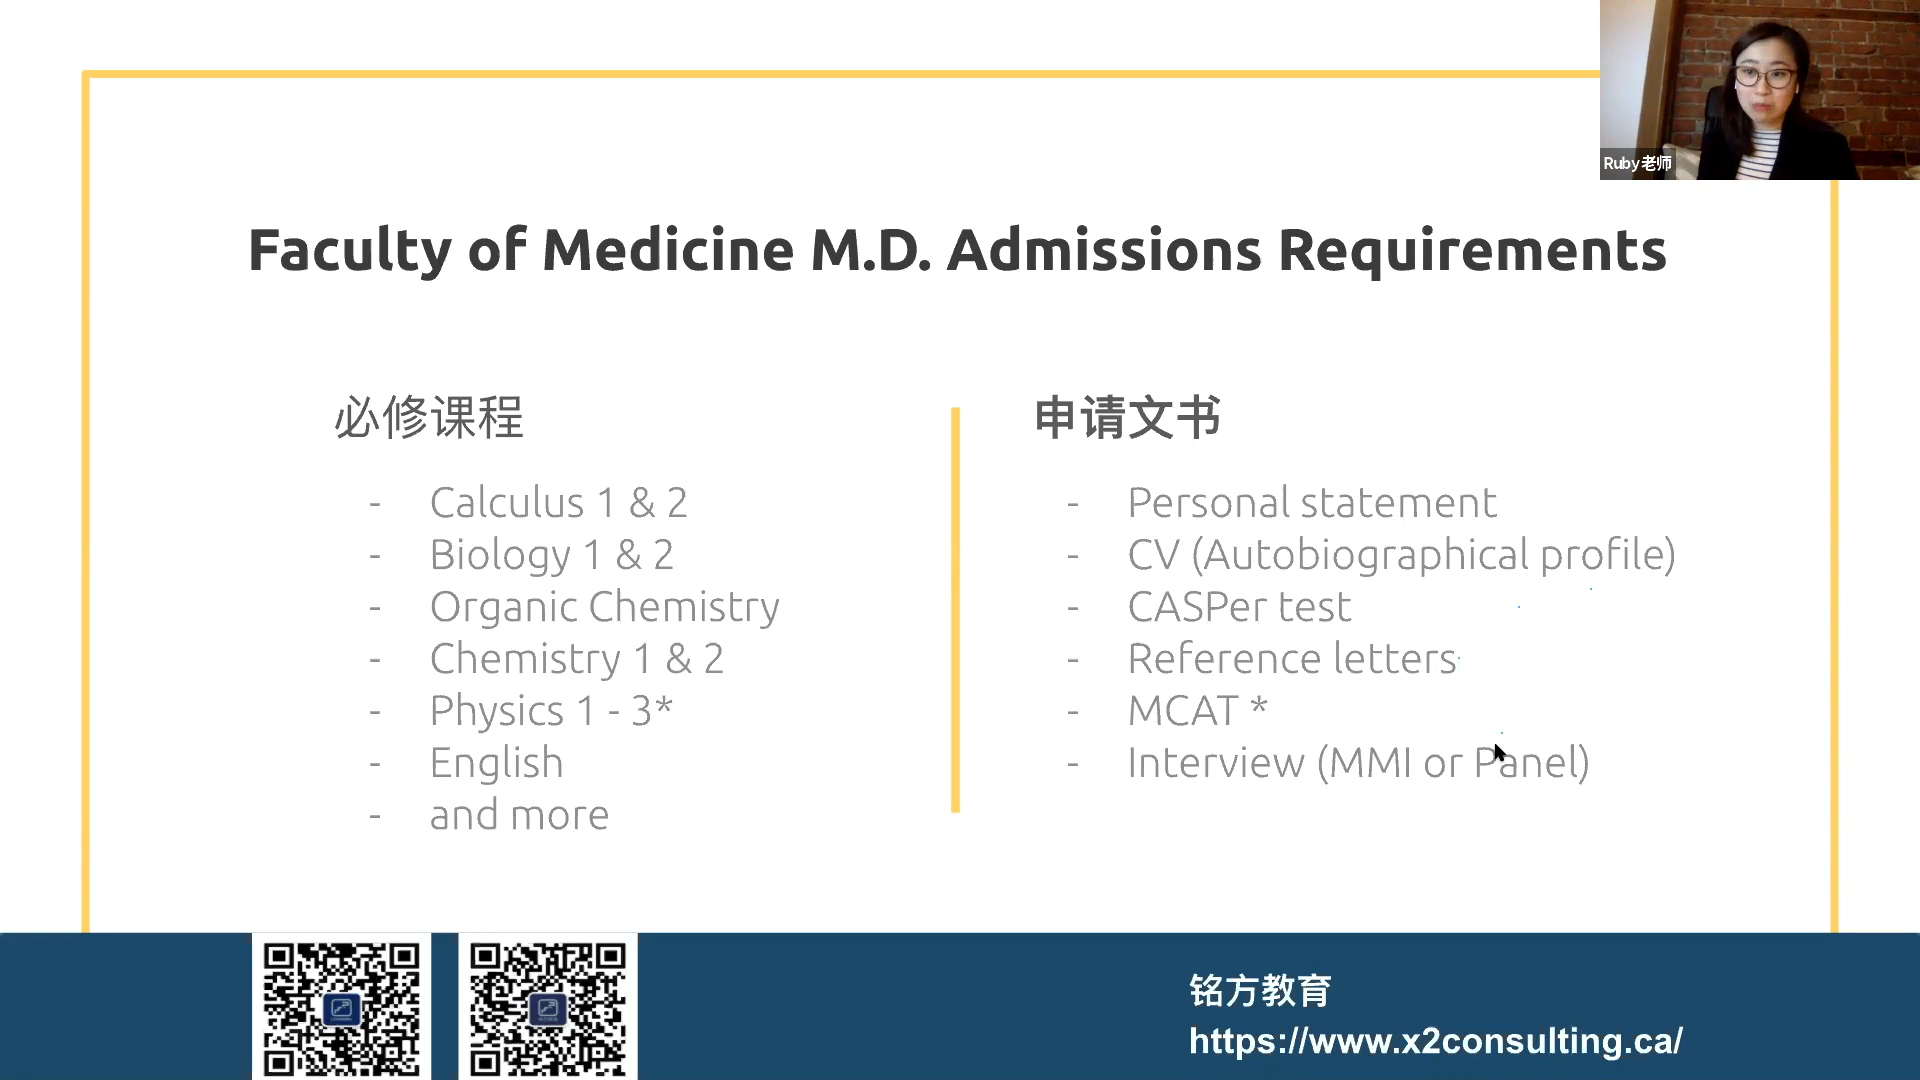 Ruby老师
Faculty of Medicine M.D. Admissions Requirements
必修课程
- Calculus 1 & 2
- Biology 1 & 2
- Organic Chemistry
- Chemistry 1 & 2
- Physics 1 - 3*
- English
- and more
申请文书
- Personal statement
- CV (Autobiographical profile)
- CASPer test
- Reference letters
- MCAT *
- Interview (MMI or Panel)
铭方教育
https://www.x2consulting.ca/